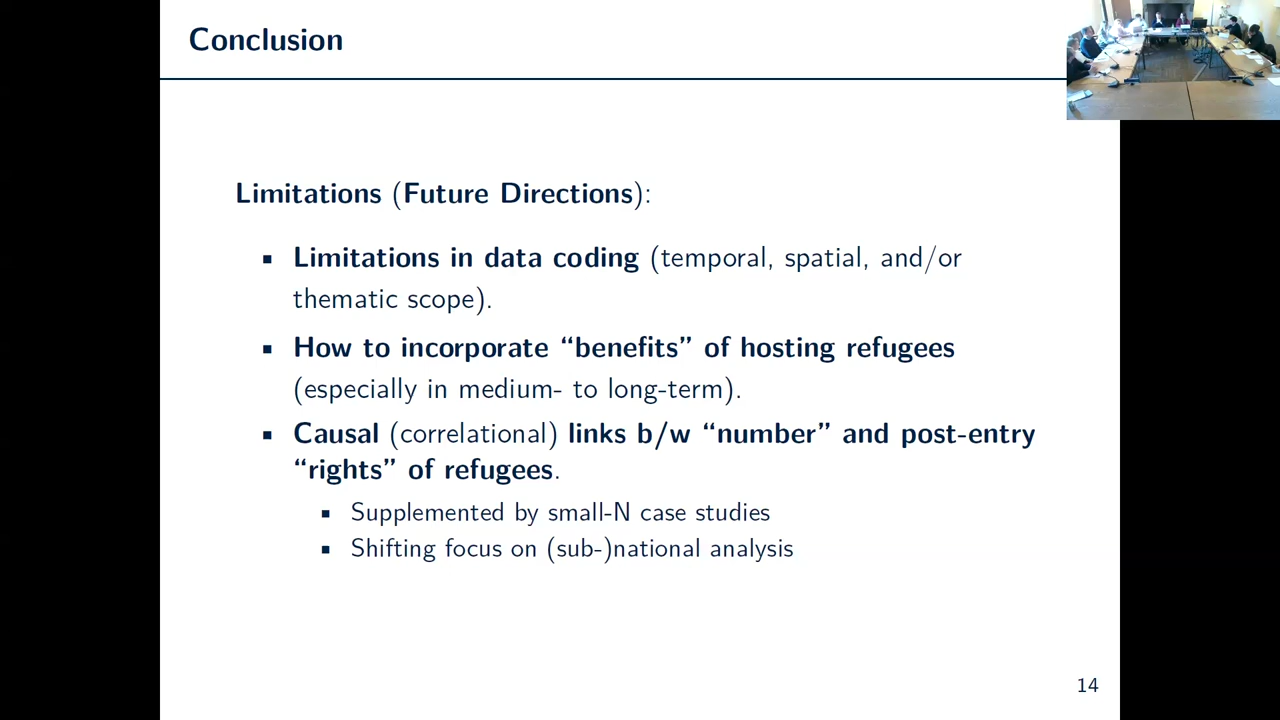 Conclusion
Limitations (Future Directions):
▪ Limitations in data coding (temporal, spatial, and/or
thematic scope).
▪ How to incorporate “benefits” of hosting refugees
(especially in medium- to long-term).
▪ Causal (correlational) links b/w “number” and post-entry
“rights” of refugees.
▪ Supplemented by small-N case studies
▪ Shifting focus on (sub-)national analysis
14